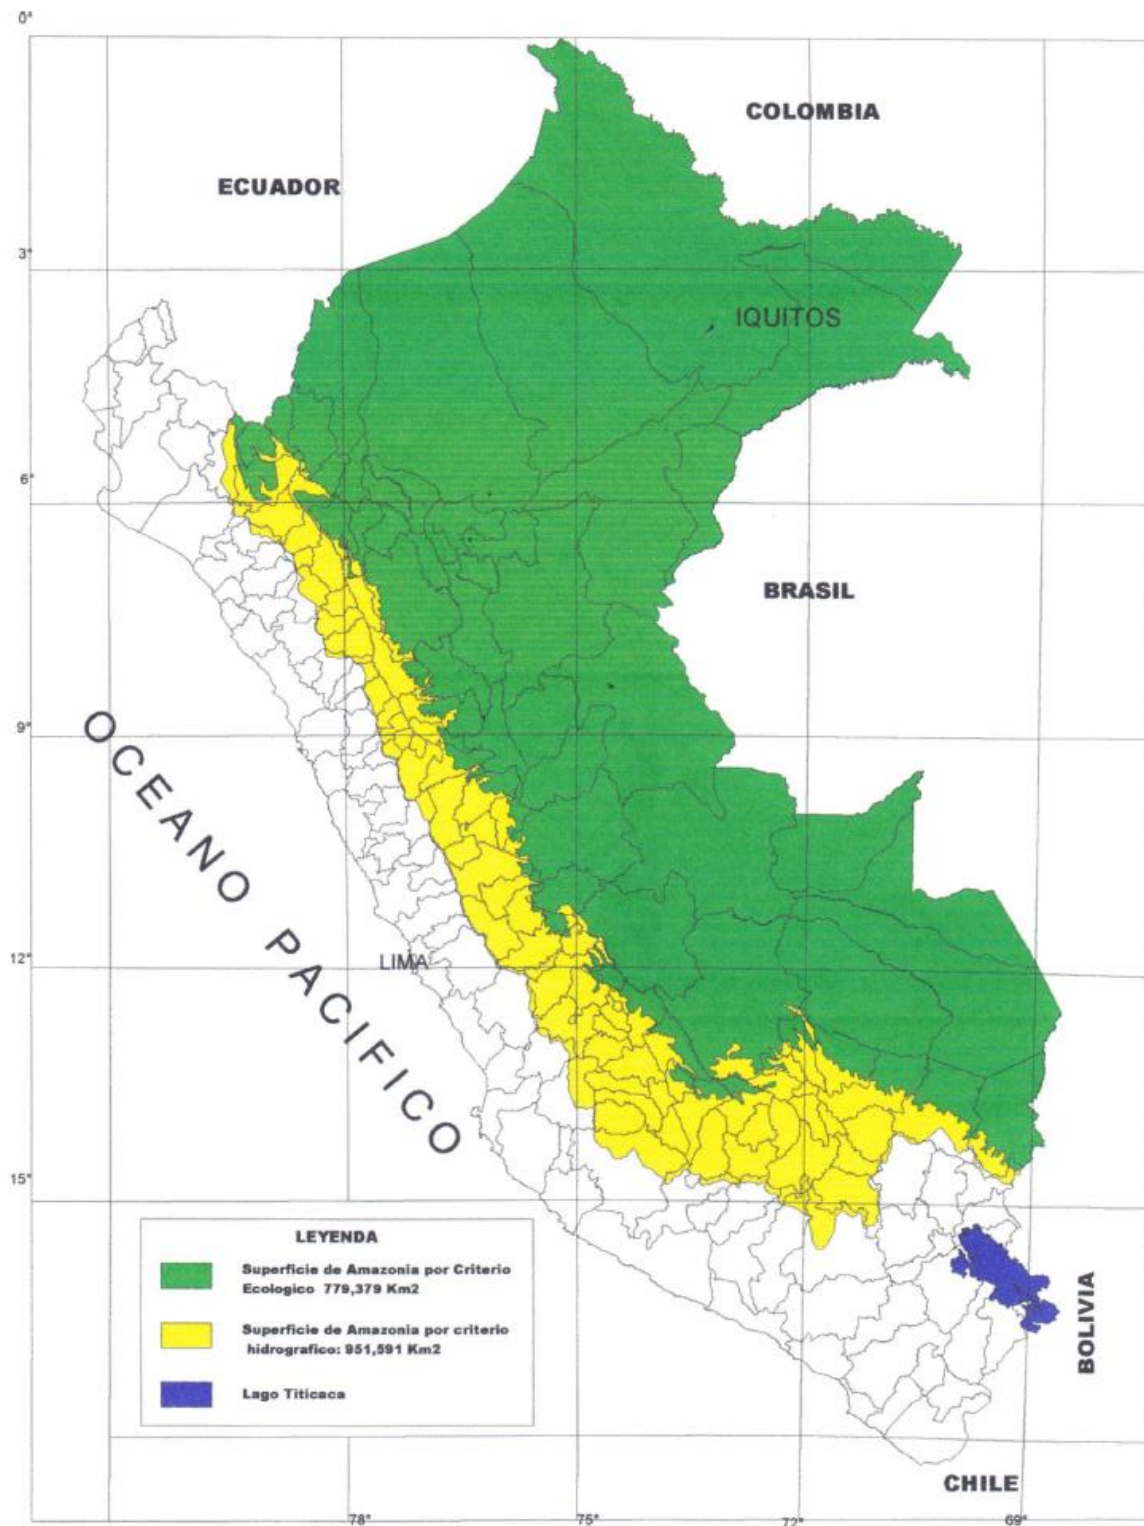 0°
COLOMBIA
ECUADOR
3°
IQUITOS
6°
BRASIL
9°
OCEANO PACIFICO
12°
LIMA
15°
LEYENDA
Superficie de Amazonia por Criterio
Ecologico 779,379 Km2
Superficie de Amazonia por criterio
hidrografico: 951,591 Km2
Lago Titicaca
BOLIVIA
CHILE
78°
75°
72°
69°